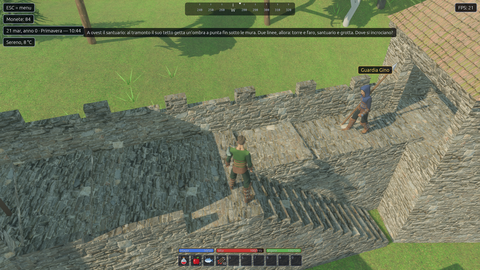 ESC = menu
Monete: 84
21 mar, anno 0 - Primavera — 10:44
Sereno, 8 °C
FPS: 21
A ovest il santuario: al tramonto il suo tetto getta un'ombra a punta fin sotto le mura. Due linee, allora: torre e faro, santuario e grotta. Dove si incrociano?
Guardia Gino